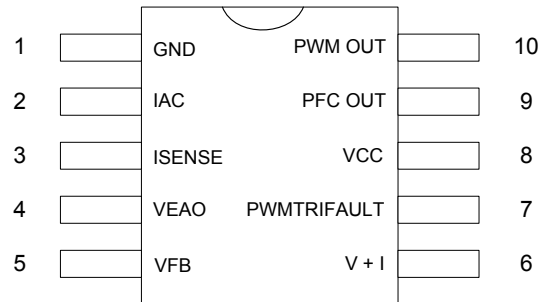 1 GND PWM OUT 10
2 IAC PFC OUT 9
3 ISENSE VCC 8
4 VEAO PWMTRIFAULT 7
5 VFB V + I 6